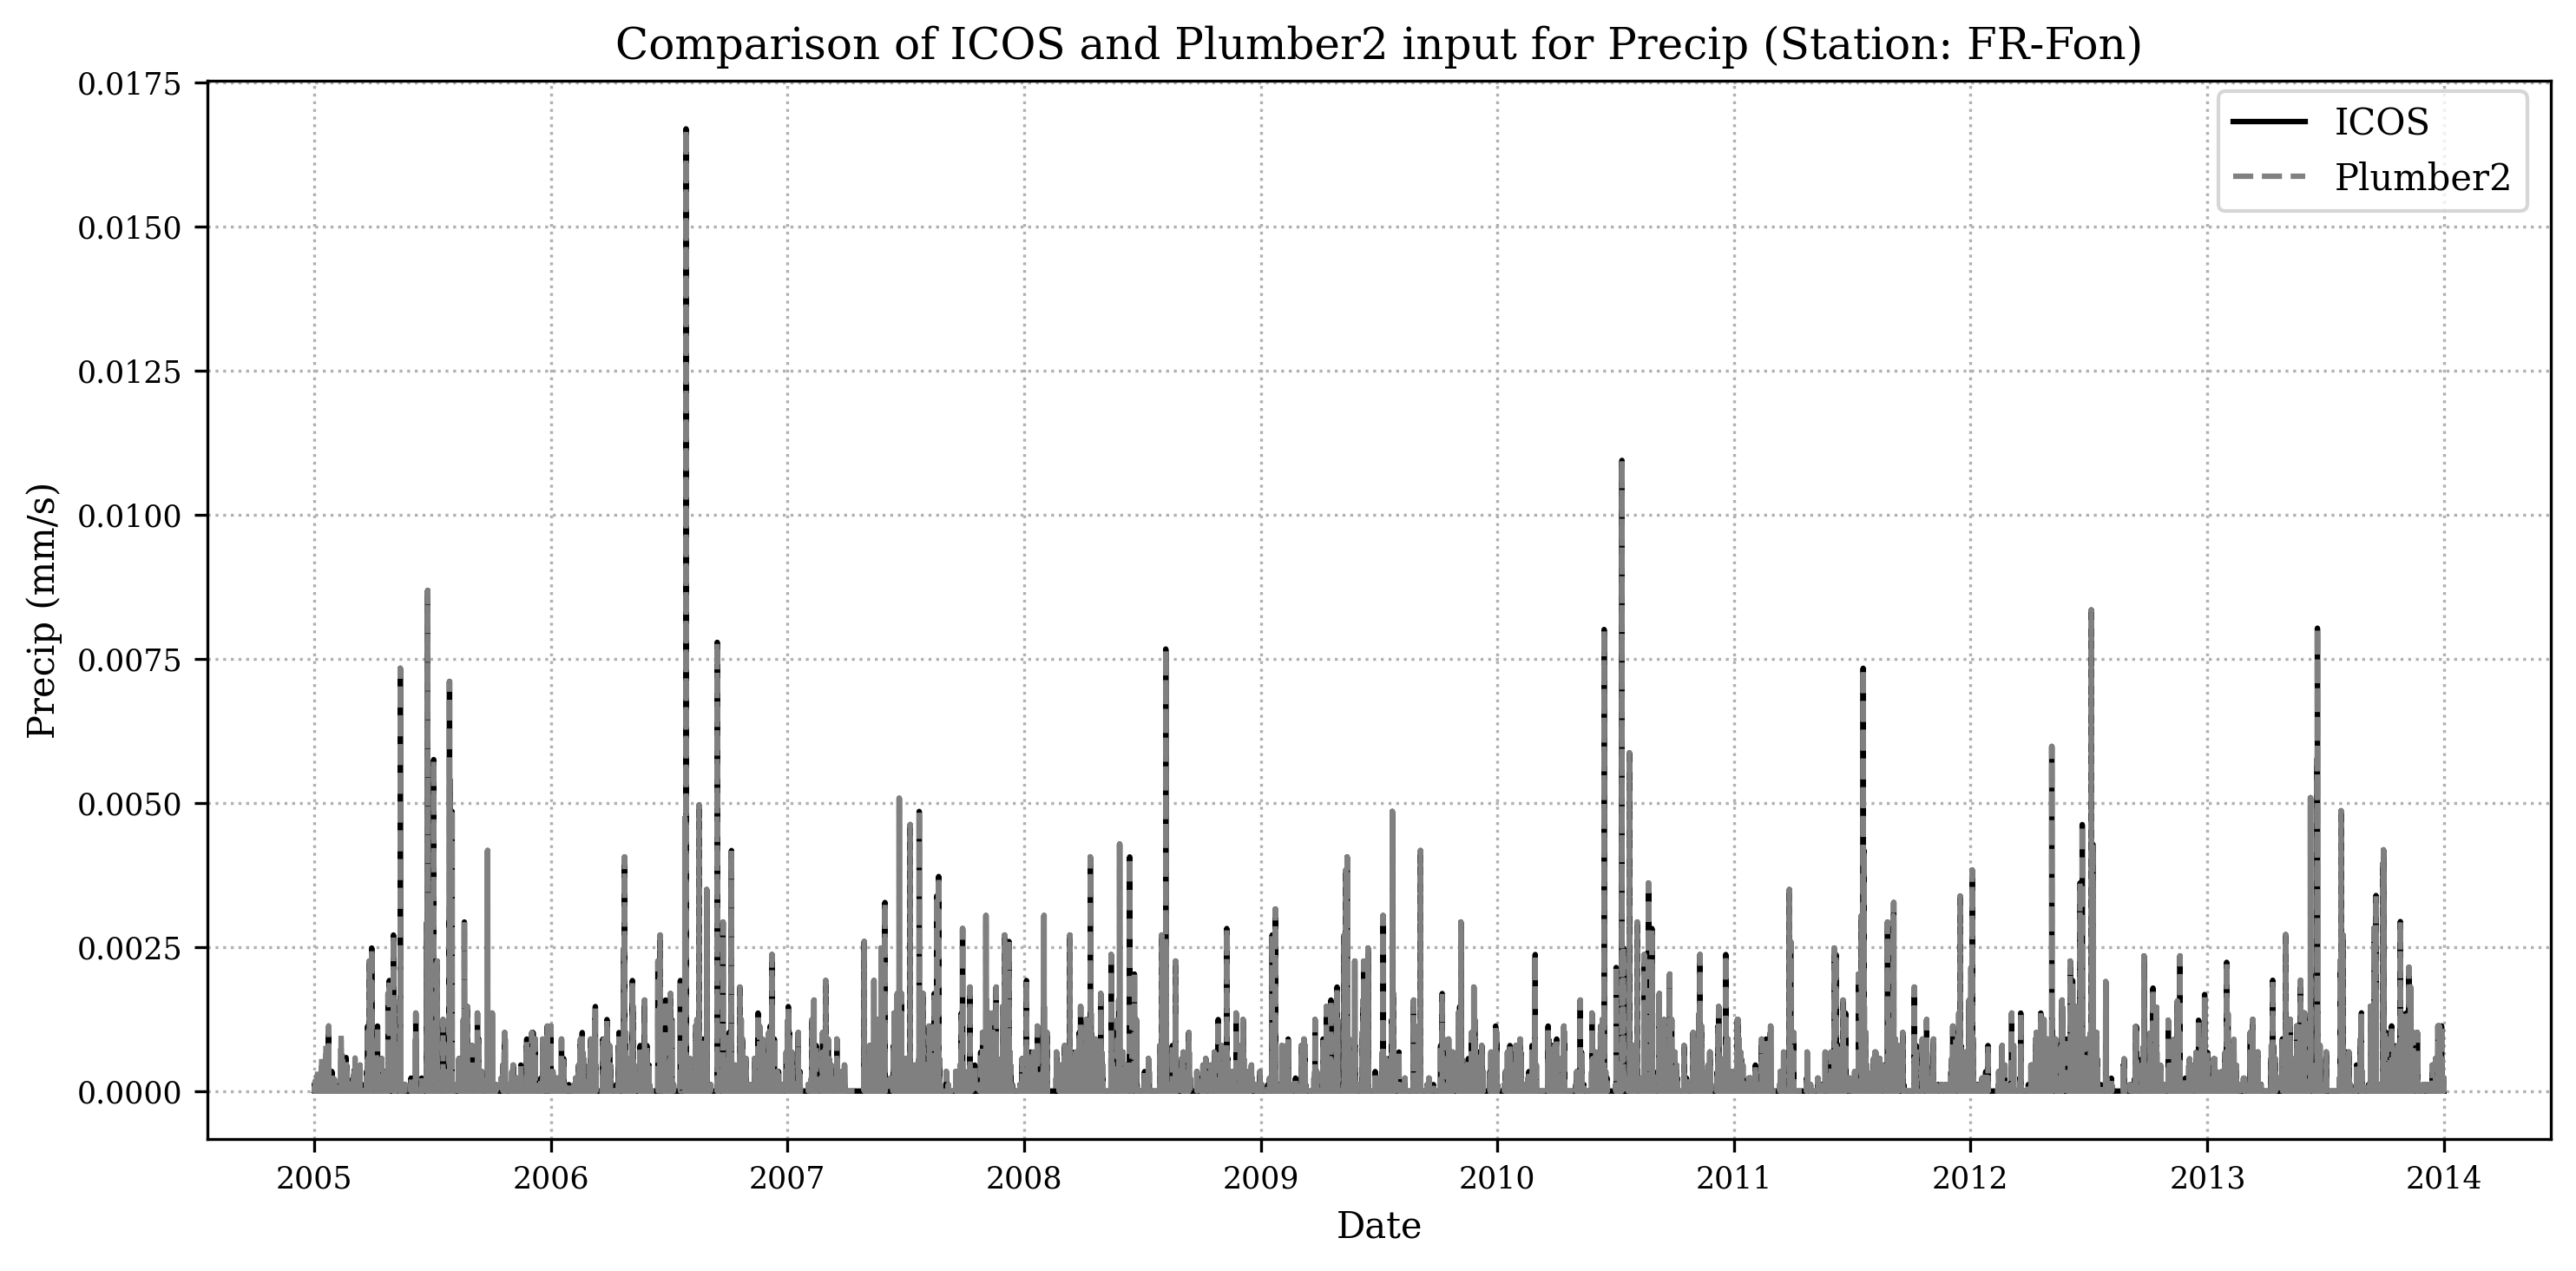 Comparison of ICOS and Plumber2 input for Precip (Station: FR-Fon)
ICOS
Plumber2
Precip (mm/s)
0.0175
0.0150
0.0125
0.0100
0.0075
0.0050
0.0025
0.0000
2005 2006 2007 2008 2009 2010 2011 2012 2013 2014
Date